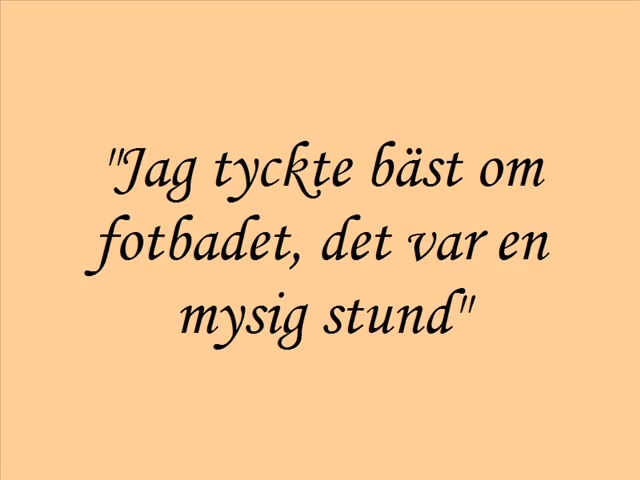 "Jag tyckte bäst om
fotbadet, det var en
mysig stund"